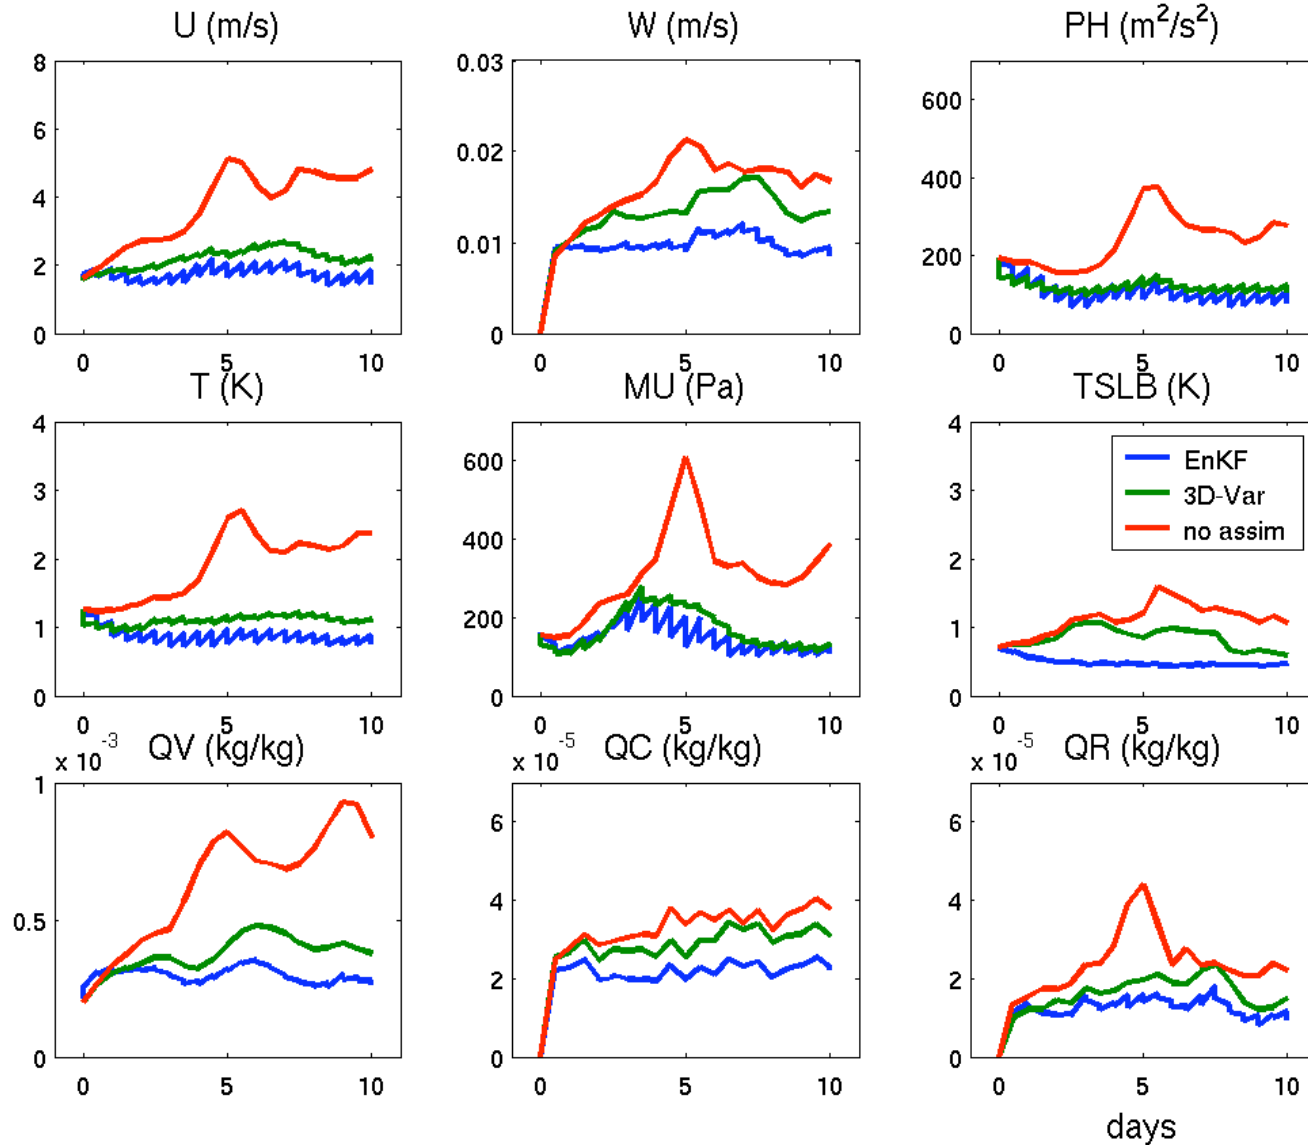 U (m/s)
W (m/s)
PH (m²/s²)
8
6
4
2
0
0 5 10
0.03
0.02
0.01
0
0 5 10
600
400
200
0
0 5 10
T (K)
MU (Pa)
TSLB (K)
4
3
2
1
0
0 5 10
600
400
200
0
0 5 10
4
3
2
1
0
EnKF
3D-Var
no assim
0 5 10
x 10⁻³ QV (kg/kg)
x 10⁻⁵ QC (kg/kg)
x 10⁻⁵ QR (kg/kg)
1
0.5
0
0 5 10
6
4
2
0
0 5 10
6
4
2
0
0 5 10
days